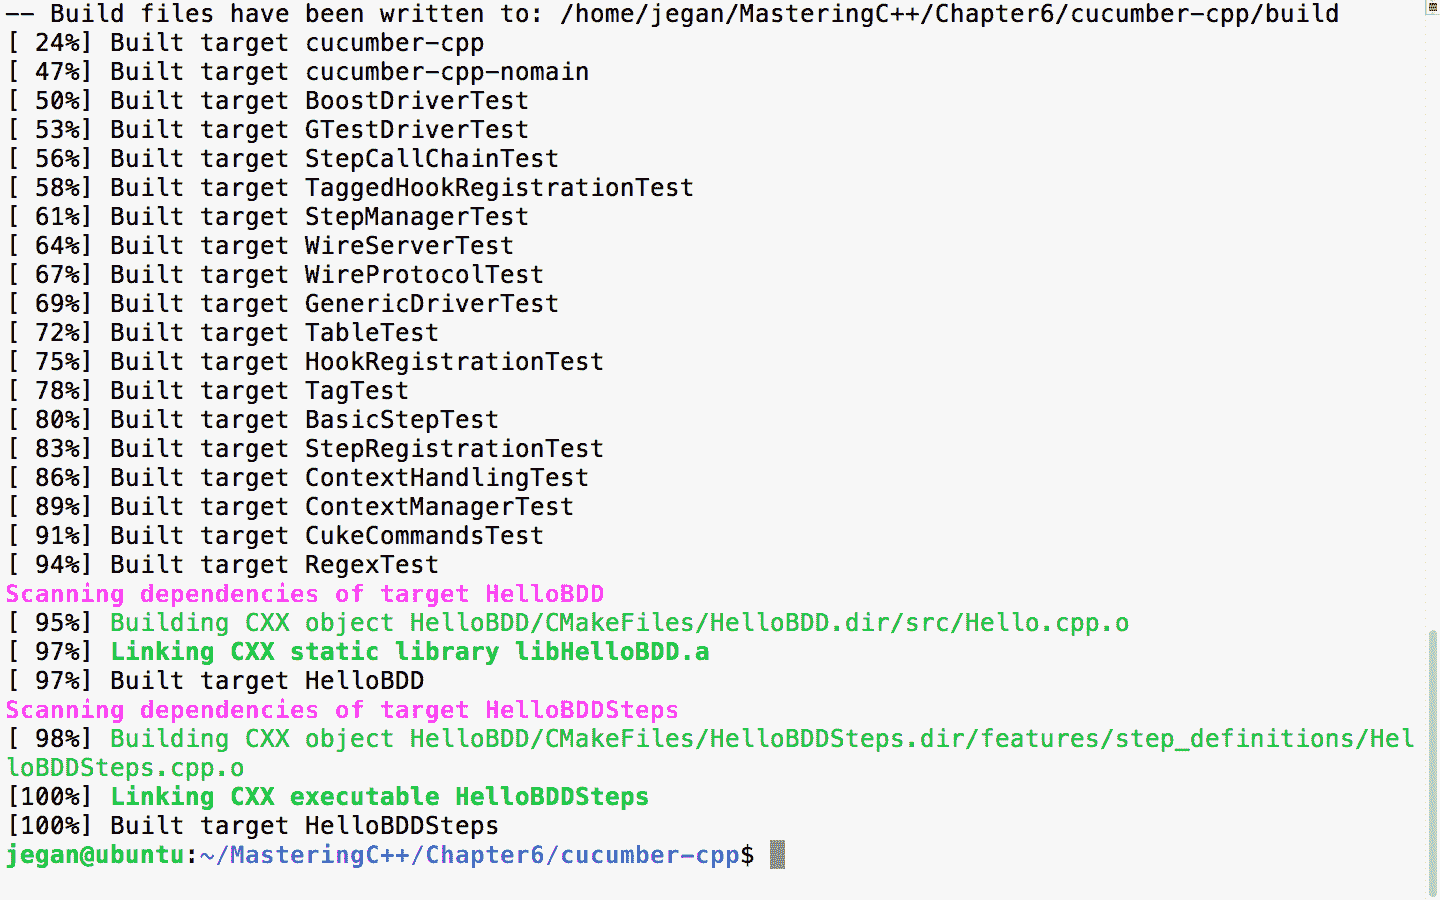 -- Build files have been written to: /home/jegan/MasteringC++/Chapter6/cucumber-cpp/build
[ 24%] Built target cucumber-cpp
[ 47%] Built target cucumber-cpp-nomain
[ 50%] Built target BoostDriverTest
[ 53%] Built target GTestDriverTest
[ 56%] Built target StepCallChainTest
[ 58%] Built target TaggedHookRegistrationTest
[ 61%] Built target StepManagerTest
[ 64%] Built target WireServerTest
[ 67%] Built target WireProtocolTest
[ 69%] Built target GenericDriverTest
[ 72%] Built target TableTest
[ 75%] Built target HookRegistrationTest
[ 78%] Built target TagTest
[ 80%] Built target BasicStepTest
[ 83%] Built target StepRegistrationTest
[ 86%] Built target ContextHandlingTest
[ 89%] Built target ContextManagerTest
[ 91%] Built target CukeCommandsTest
[ 94%] Built target RegexTest
Scanning dependencies of target HelloBDD
[ 95%] Building CXX object HelloBDD/CMakeFiles/HelloBDD.dir/src/Hello.cpp.o
[ 97%] Linking CXX static library libHelloBDD.a
[ 97%] Built target HelloBDD
Scanning dependencies of target HelloBDDSteps
[ 98%] Building CXX object HelloBDD/CMakeFiles/HelloBDDSteps.dir/features/step_definitions/Hel
loBDDSteps.cpp.o
[100%] Linking CXX executable HelloBDDSteps
[100%] Built target HelloBDDSteps
jegan@ubuntu:~/MasteringC++/Chapter6/cucumber-cpp$